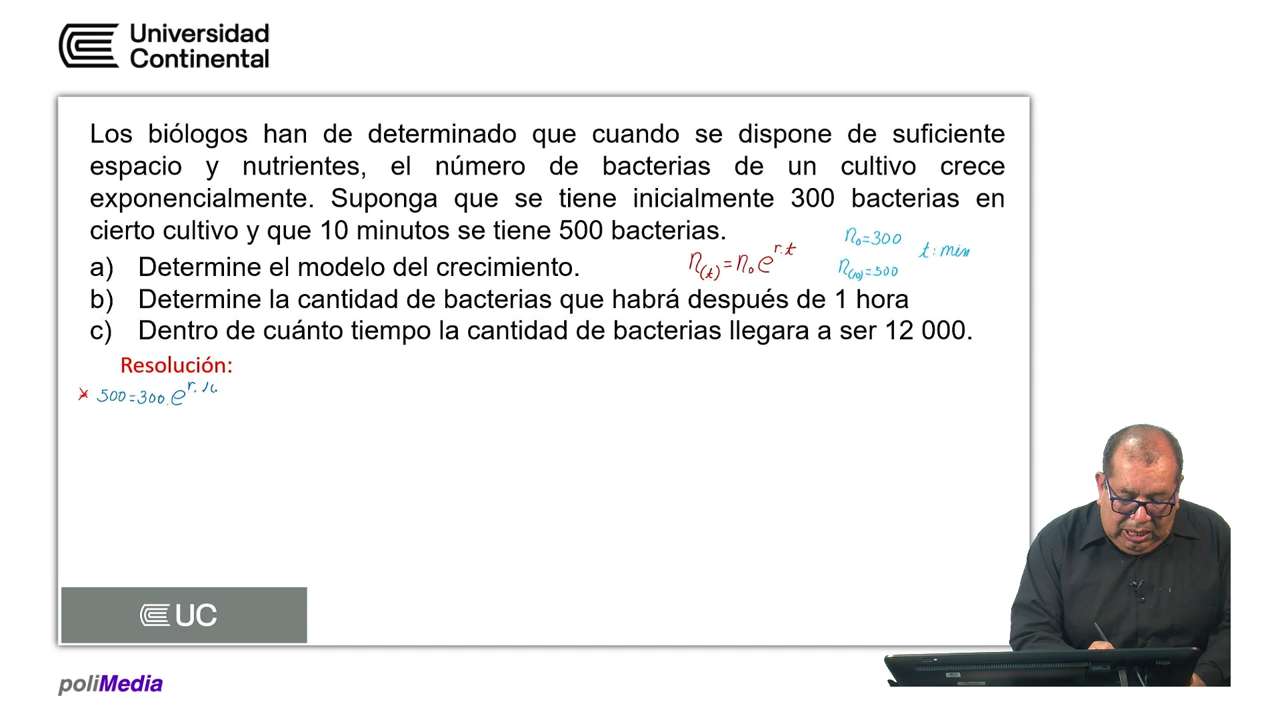 Universidad
Continental
Los biólogos han de determinado que cuando se dispone de suficiente
espacio y nutrientes, el número de bacterias de un cultivo crece
exponencialmente. Suponga que se tiene inicialmente 300 bacterias en
cierto cultivo y que 10 minutos se tiene 500 bacterias.
n₀=300
t: min
a) Determine el modelo del crecimiento.
n(t) = n₀ e^r.t
n(10)=500
b) Determine la cantidad de bacterias que habrá después de 1 hora
c) Dentro de cuánto tiempo la cantidad de bacterias llegara a ser 12 000.
Resolución:
* 500=300.e^r.10
UC
poliMedia